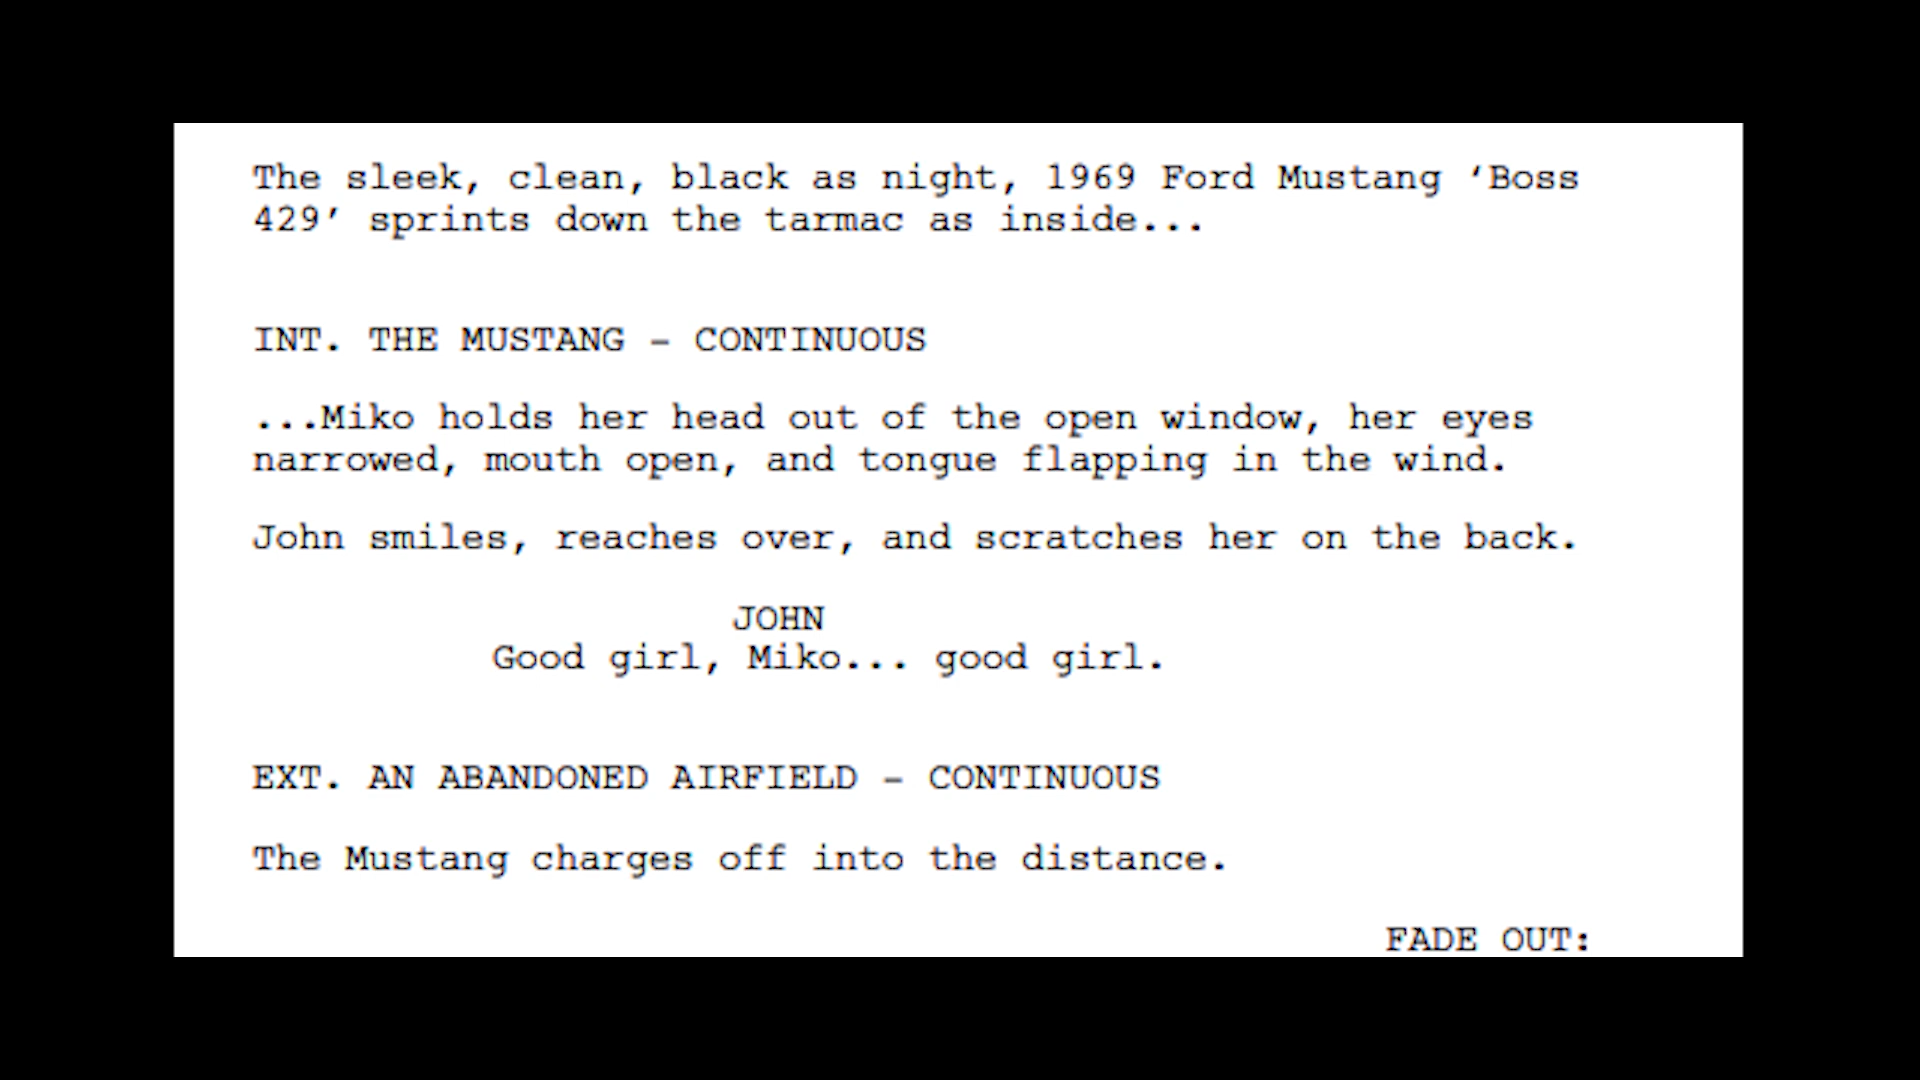 The sleek, clean, black as night, 1969 Ford Mustang ‘Boss
429’ sprints down the tarmac as inside...
INT. THE MUSTANG – CONTINUOUS
...Miko holds her head out of the open window, her eyes
narrowed, mouth open, and tongue flapping in the wind.
John smiles, reaches over, and scratches her on the back.
JOHN
Good girl, Miko... good girl.
EXT. AN ABANDONED AIRFIELD – CONTINUOUS
The Mustang charges off into the distance.
FADE OUT: